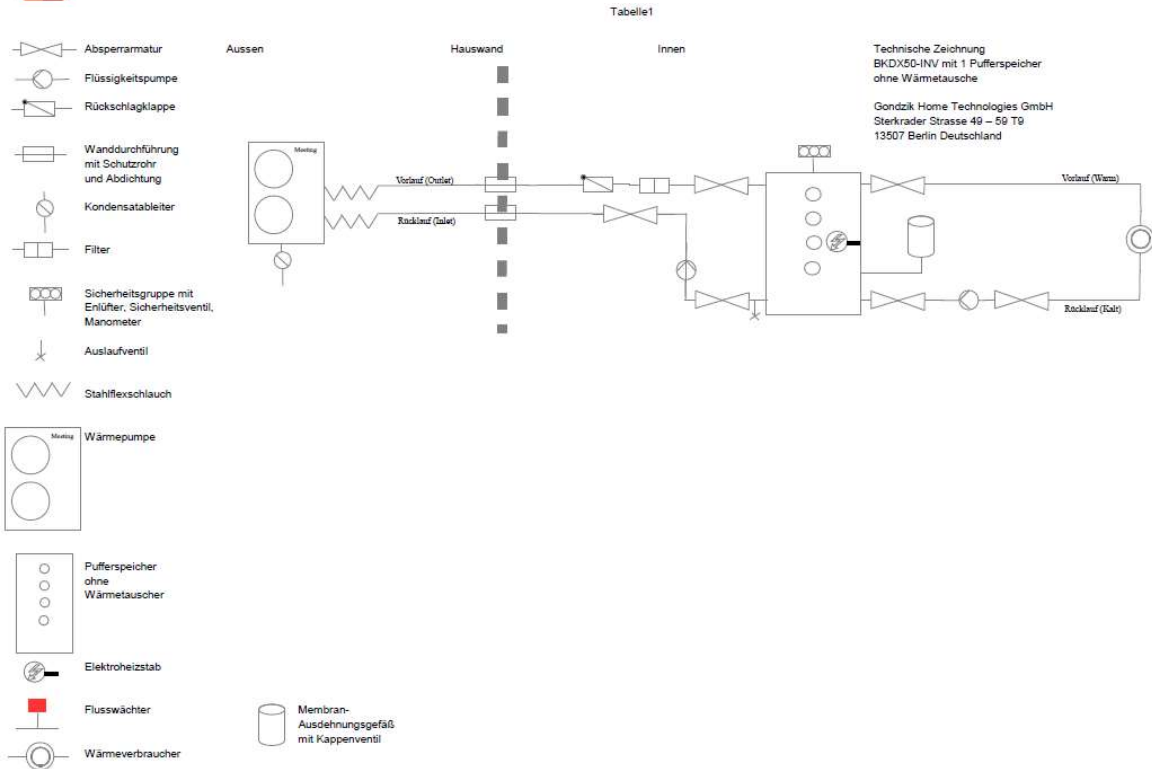 Tabelle1
Absperrarmatur
Aussen
Hauswand
Innen
Technische Zeichnung
BKDX50-INV mit 1 Pufferspeicher
ohne Wärmetausche
Gondzik Home Technologies GmbH
Sterkrader Strasse 49 – 59 T9
13507 Berlin Deutschland
Flüssigkeitspumpe
Rückschlagklappe
Wanddurchführung
mit Schutzrohr
und Abdichtung
Kondensatableiter
Filter
Sicherheitsgruppe mit
Enlüfter, Sicherheitsventil,
Manometer
Auslaufventil
Stahlflexschlauch
Meeting
Wärmepumpe
Pufferspeicher
ohne
Wärmetauscher
Elektroheizstab
Flusswächter
Wärmeverbraucher
Membran-
Ausdehnungsgefäß
mit Kappenventil
Meeting
Vorlauf (Outlet)
Rücklauf (Inlet)
Vorlauf (Warm)
Rücklauf (Kalt)